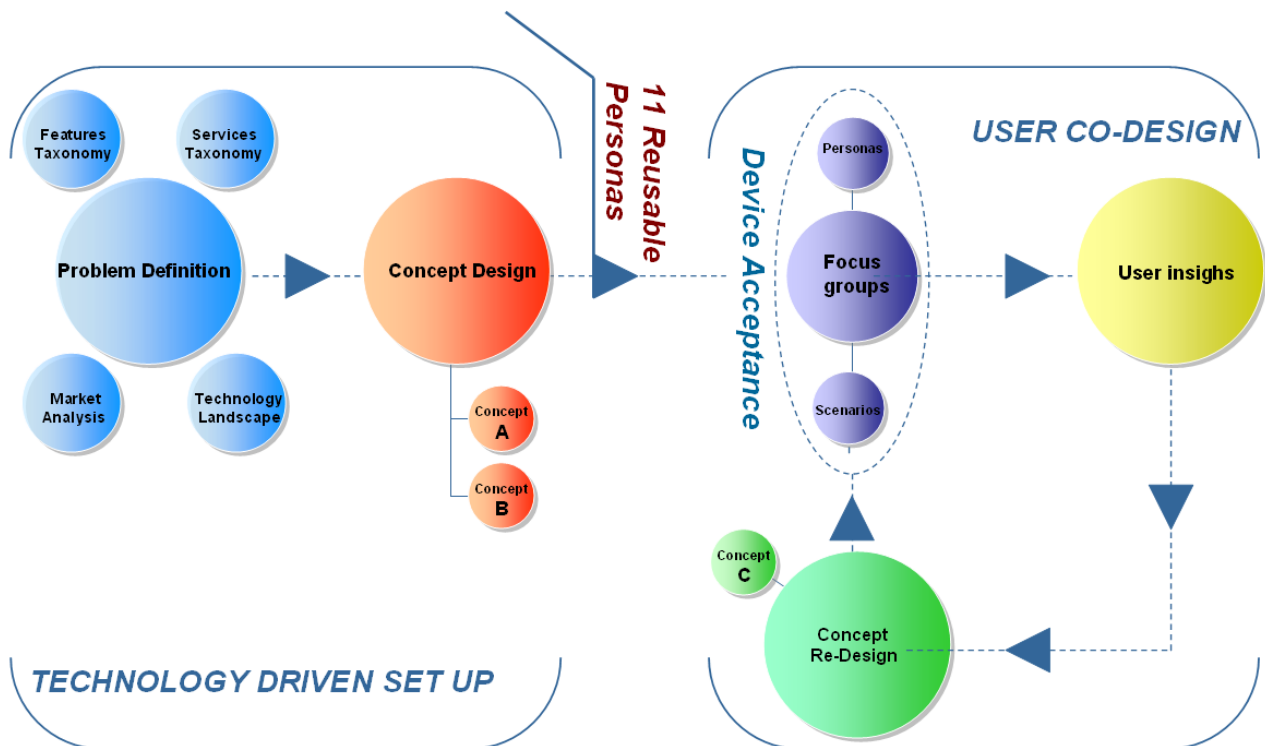 Features
Taxonomy
Services
Taxonomy
Problem Definition
Market
Analysis
Technology
Landscape
Concept Design
Concept
A
Concept
B
TECHNOLOGY DRIVEN SET UP
11 Reusable
Personas
Device Acceptance
USER CO-DESIGN
Personas
Focus
groups
Scenarios
User insighs
Concept
C
Concept
Re-Design